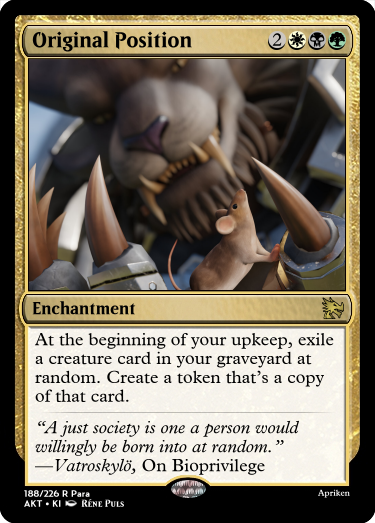 Original Position 2
Enchantment
At the beginning of your upkeep, exile
a creature card in your graveyard at
random. Create a token that's a copy
of that card.
“A just society is one a person would
willingly be born into at random.”
—Vatroskylö, On Bioprivilege
188/226 R Para Apriken
AKT • KI RÉNE PULS